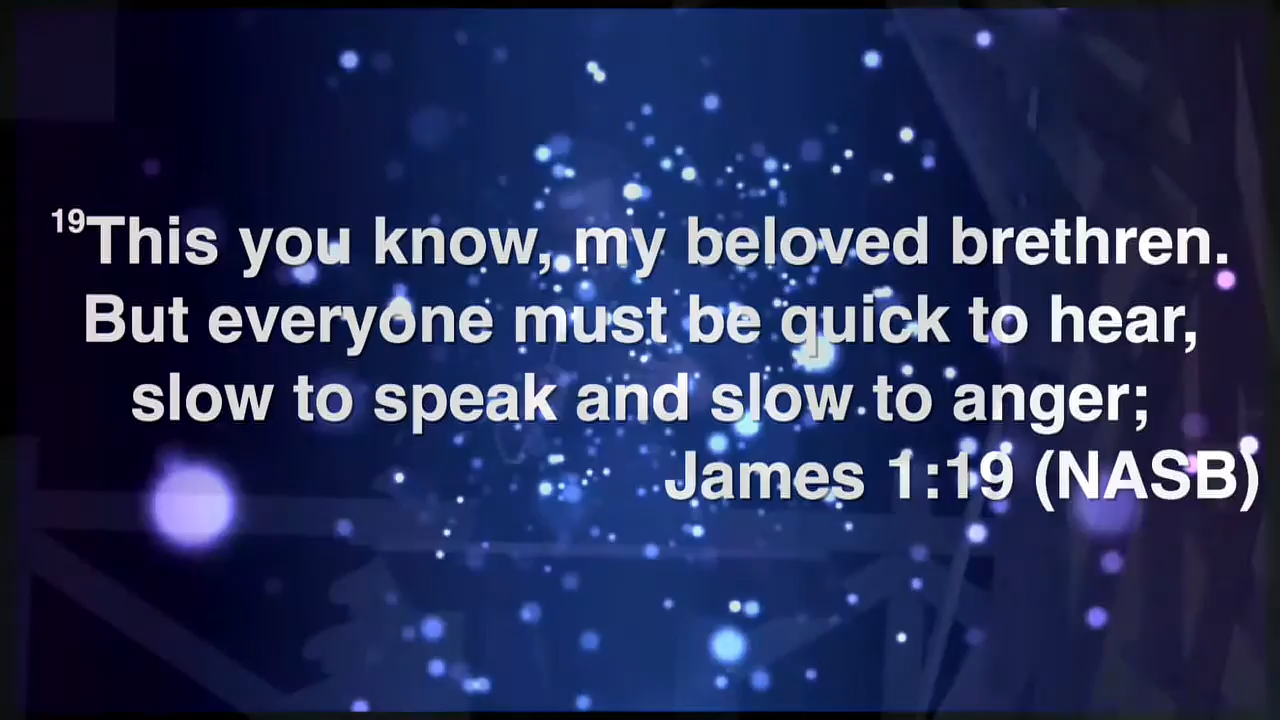 19This you know, my beloved brethren.
But everyone must be quick to hear,
slow to speak and slow to anger;
James 1:19 (NASB)